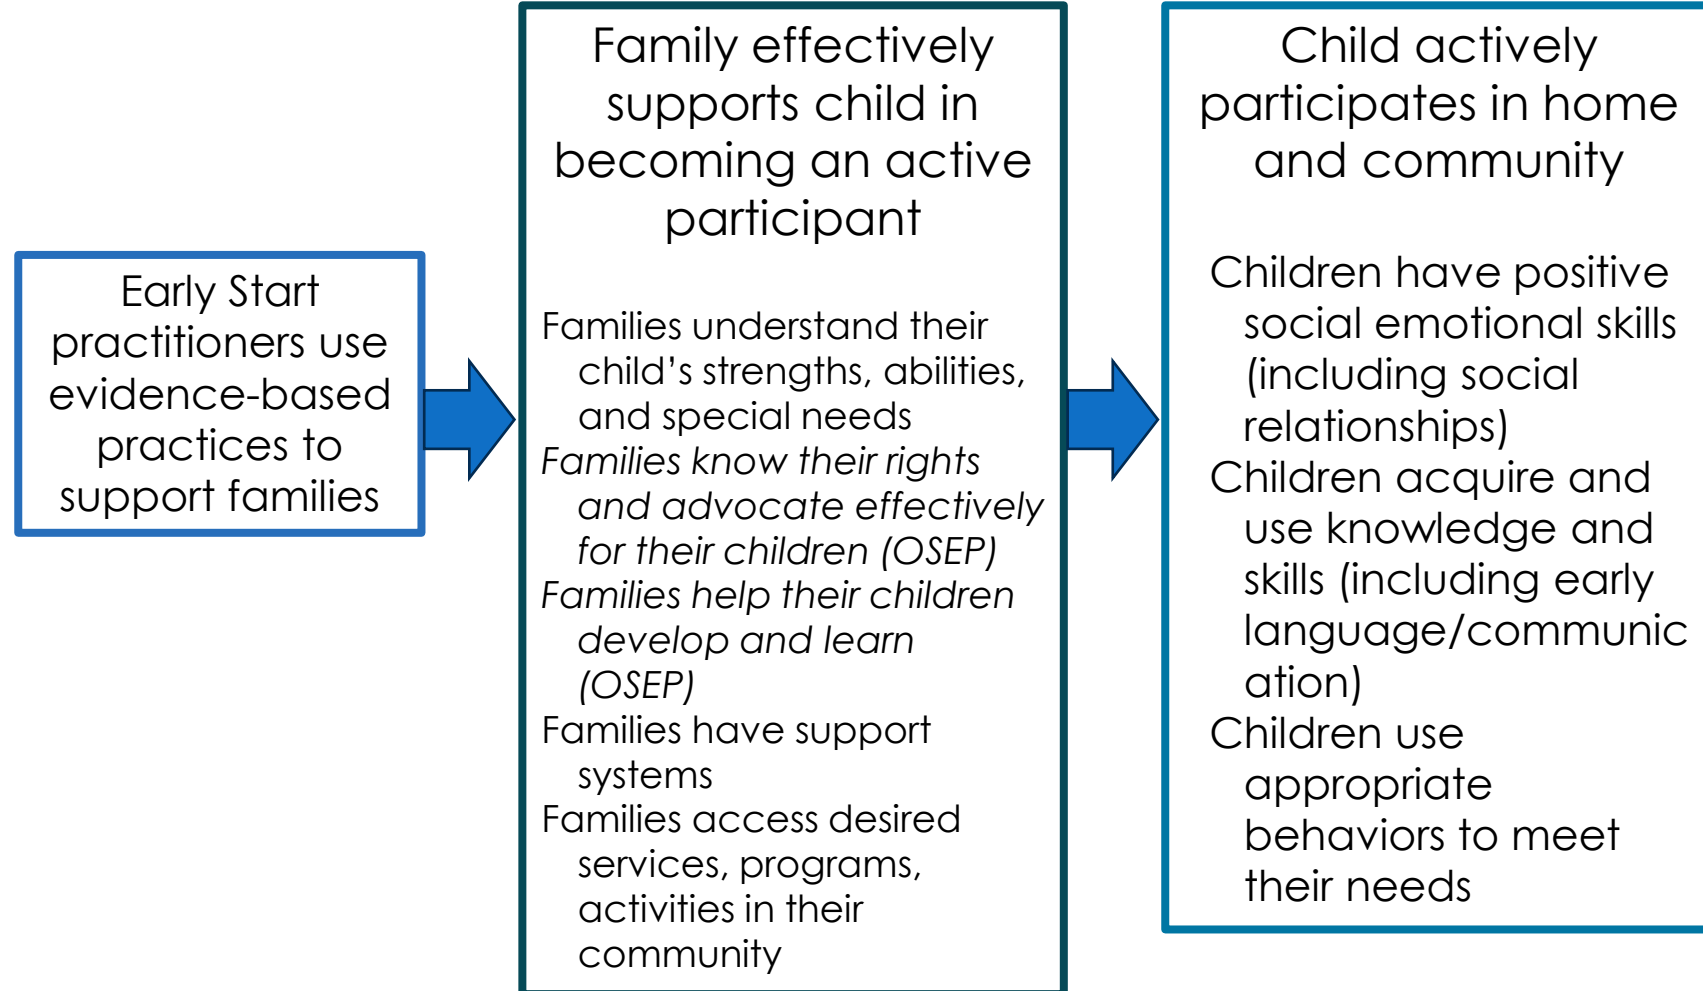 Early Start
practitioners use
evidence-based
practices to
support families
Family effectively
supports child in
becoming an active
participant
Families understand their
child’s strengths, abilities,
and special needs
Families know their rights
and advocate effectively
for their children (OSEP)
Families help their children
develop and learn
(OSEP)
Families have support
systems
Families access desired
services, programs,
activities in their
community
Child actively
participates in home
and community
Children have positive
social emotional skills
(including social
relationships)
Children acquire and
use knowledge and
skills (including early
language/communic
ation)
Children use
appropriate
behaviors to meet
their needs